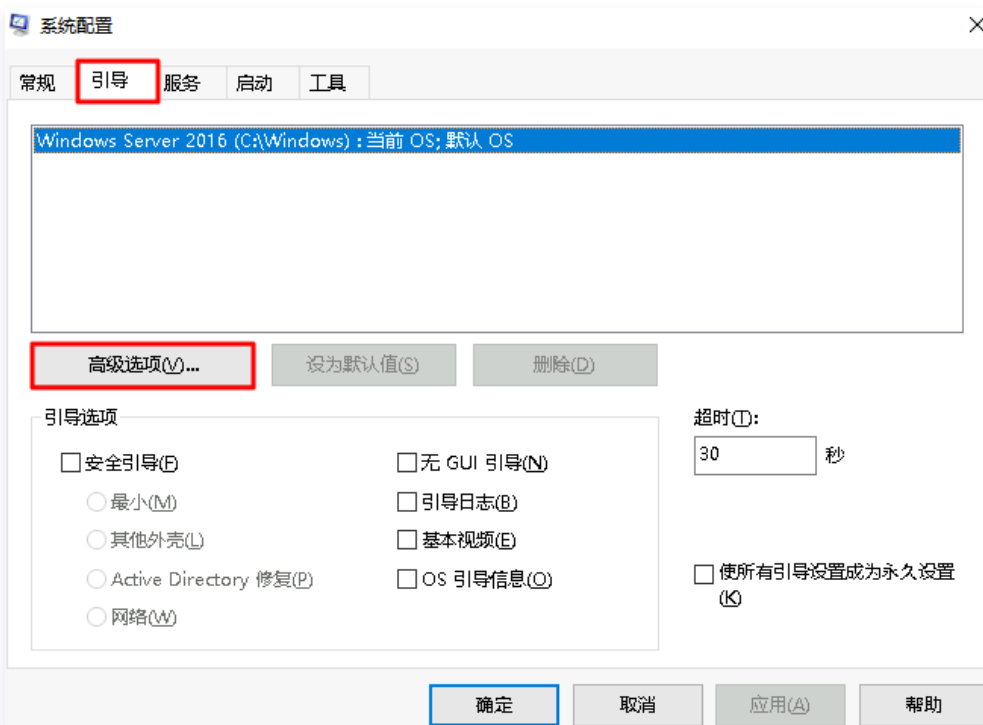 系统配置
常规 引导 服务 启动 工具
Windows Server 2016 (C:\Windows) : 当前 OS; 默认 OS
高级选项(V)... 设为默认值(S) 删除(D)
引导选项 超时(T):
30 秒
安全引导(F) 无 GUI 引导(N)
最小(M) 引导日志(B)
其他外壳(L) 基本视频(E)
Active Directory 修复(P) OS 引导信息(O)
使所有引导设置成为永久设置
(K)
网络(W)
确定 取消 应用(A) 帮助